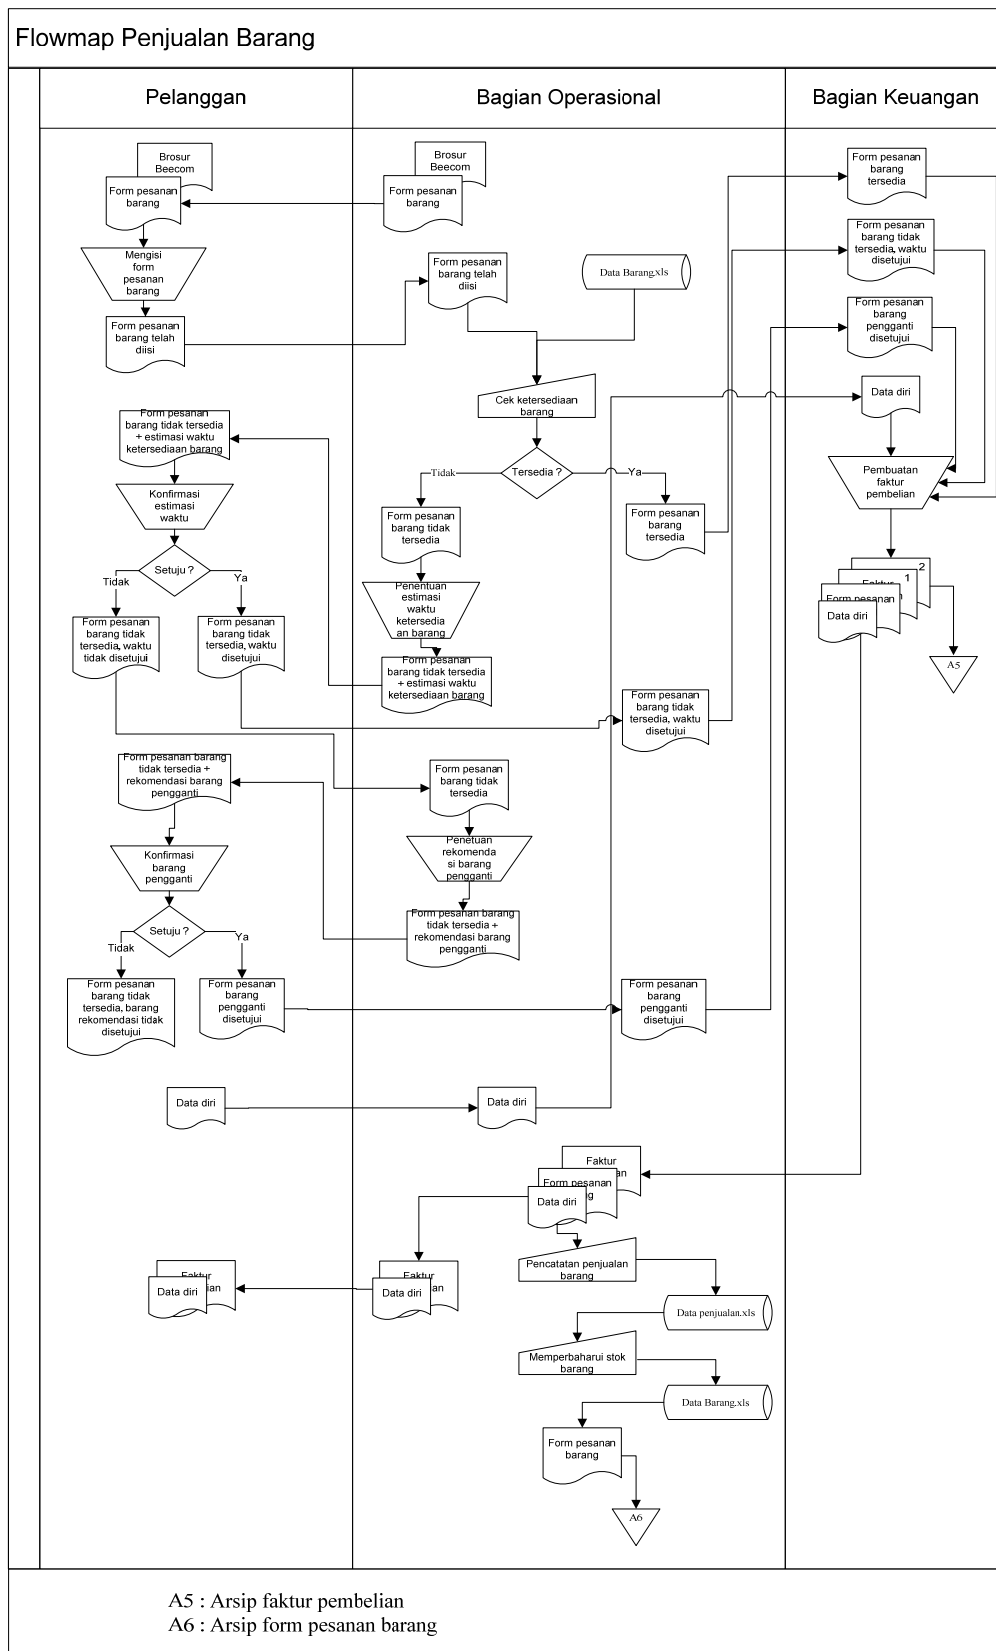 Flowmap Penjualan Barang
Pelanggan
Bagian Operasional
Bagian Keuangan
Brosur
Beecom
Form pesanan
barang
Mengisi
form
pesanan
barang
Form pesanan
barang telah
diisi
Form pesanan
barang tidak tersedia
+ estimasi waktu
ketersediaan barang
Konfirmasi
estimasi
waktu
Setuju ?
Tidak
Ya
Form pesanan
barang tidak
tersedia, waktu
tidak disetujui
Form pesanan
barang tidak
tersedia, waktu
disetujui
Form pesanan barang
tidak tersedia +
rekomendasi barang
pengganti
Konfirmasi
barang
pengganti
Setuju ?
Tidak
Ya
Form pesanan
barang tidak
tersedia, barang
rekomendasi tidak
disetujui
Form pesanan
barang
pengganti
disetujui
Data diri
Faktur
Data diri
Brosur
Beecom
Form pesanan
barang
Form pesanan
barang telah
diisi
Data Barang.xls
Cek ketersediaan
barang
Tersedia ?
Tidak
Ya
Form pesanan
barang tidak
tersedia
Form pesanan
barang
tersedia
Penentuan
estimasi
waktu
ketersedia
an barang
Form pesanan
barang tidak tersedia
+ estimasi waktu
ketersediaan barang
Form pesanan
barang tidak
tersedia, waktu
disetujui
Form pesanan
barang tidak
tersedia
Penetuan
rekomenda
si barang
pengganti
Form pesanan barang
tidak tersedia +
rekomendasi barang
pengganti
Form pesanan
barang
pengganti
disetujui
Data diri
Faktur
Form pesanan
Data diri
Faktur
Data diri
Pencatatan penjualan
barang
Data penjualan.xls
Memperbaharui stok
barang
Data Barang.xls
Form pesanan
barang
A6
Form pesanan
barang
tersedia
Form pesanan
barang tidak
tersedia, waktu
disetujui
Form pesanan
barang
pengganti
disetujui
Data diri
Pembuatan
faktur
pembelian
2
Faktur 1
Form pesanan
Data diri
A5
A5 : Arsip faktur pembelian
A6 : Arsip form pesanan barang